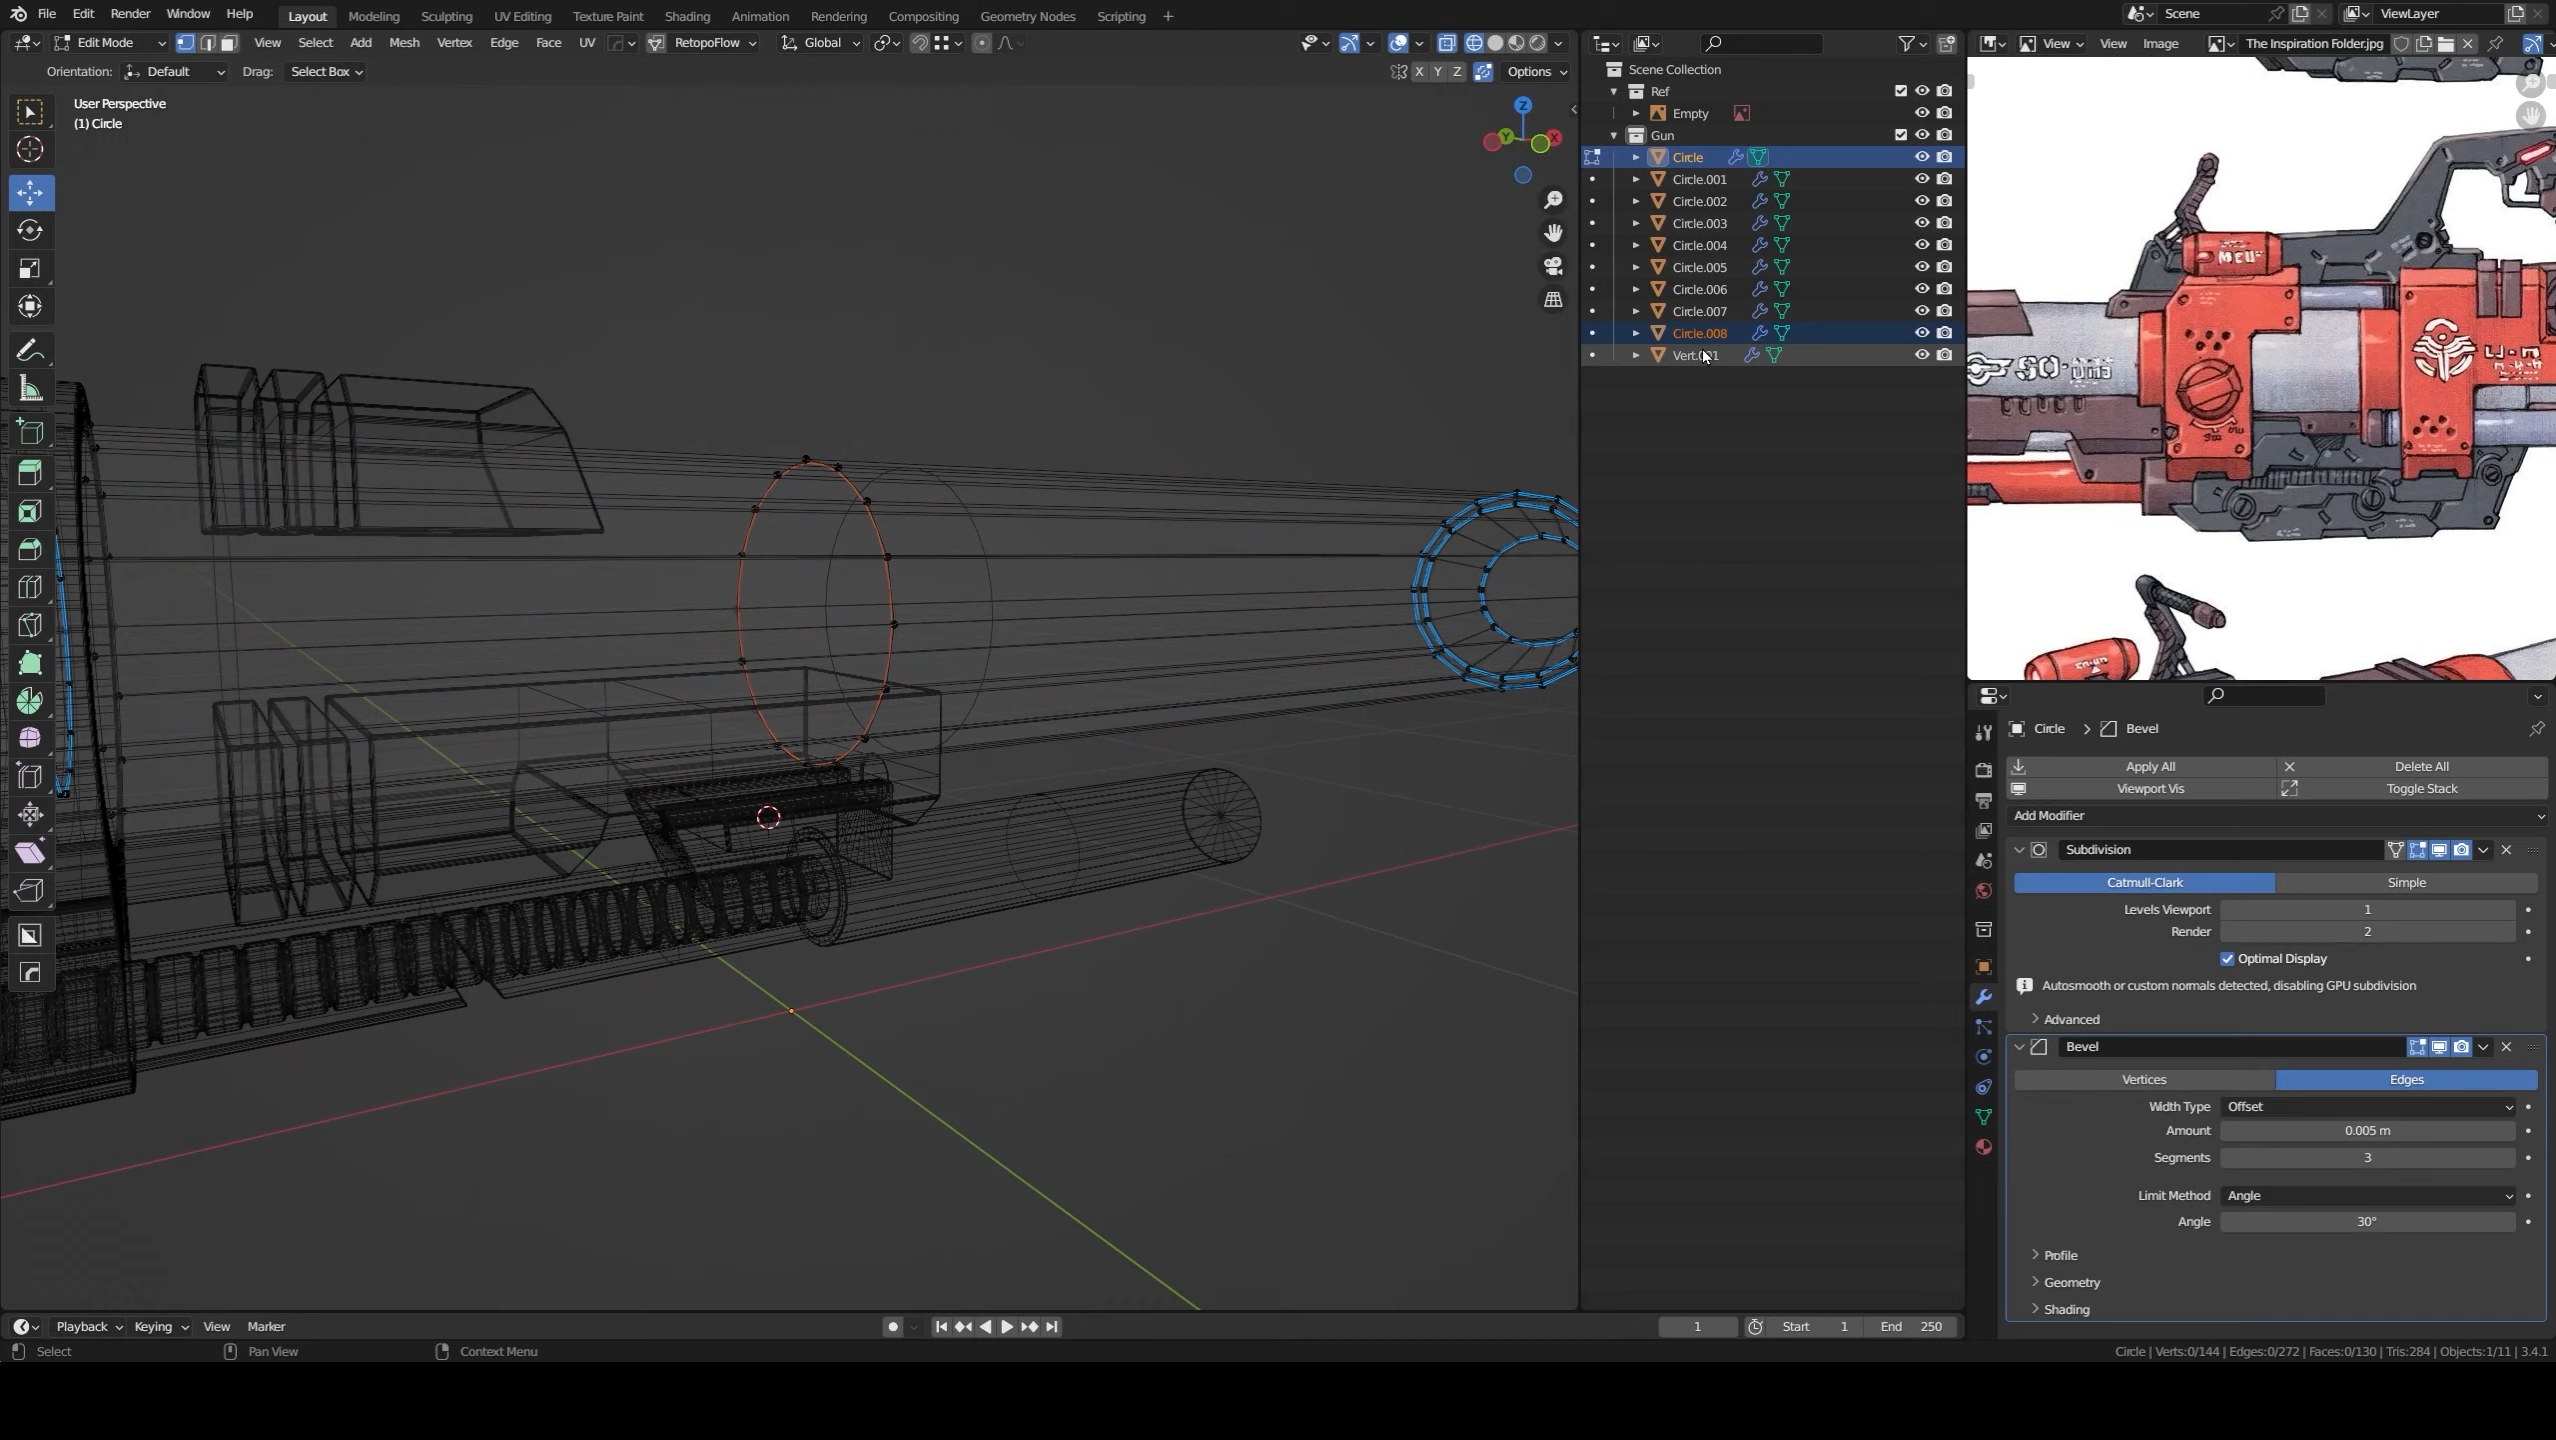 File Edit Render Window Help Layout Modeling Sculpting UV Editing Texture Paint Shading Animation Rendering Compositing Geometry Nodes Scripting + Scene ViewLayer
Edit Mode View Select Add Mesh Vertex Edge Face UV RetopoFlow Global View View Image The Inspiration Folder.jpg
Orientation: Default Drag: Select Box X Y Z Options
User Perspective
(1) Circle
Z
Y
X
Scene Collection
Ref
Empty
Gun
Circle
Circle.001
Circle.002
Circle.003
Circle.004
Circle.005
Circle.006
Circle.007
Circle.008
Vert.001
Circle > Bevel
Apply All Delete All
Viewport Vis Toggle Stack
Add Modifier
Subdivision
Catmull-Clark Simple
Levels Viewport 1
Render 2
Optimal Display
Autosmooth or custom normals detected, disabling GPU subdivision
Advanced
Bevel
Vertices Edges
Width Type Offset
Amount 0.005 m
Segments 3
Limit Method Angle
Angle 30°
Profile
Geometry
Shading
Playback Keying View Marker 1 Start 1 End 250
Select Pan View Context Menu Circle | Verts:0/144 | Edges:0/272 | Faces:0/130 | Tris:284 | Objects:1/11 | 3.4.1